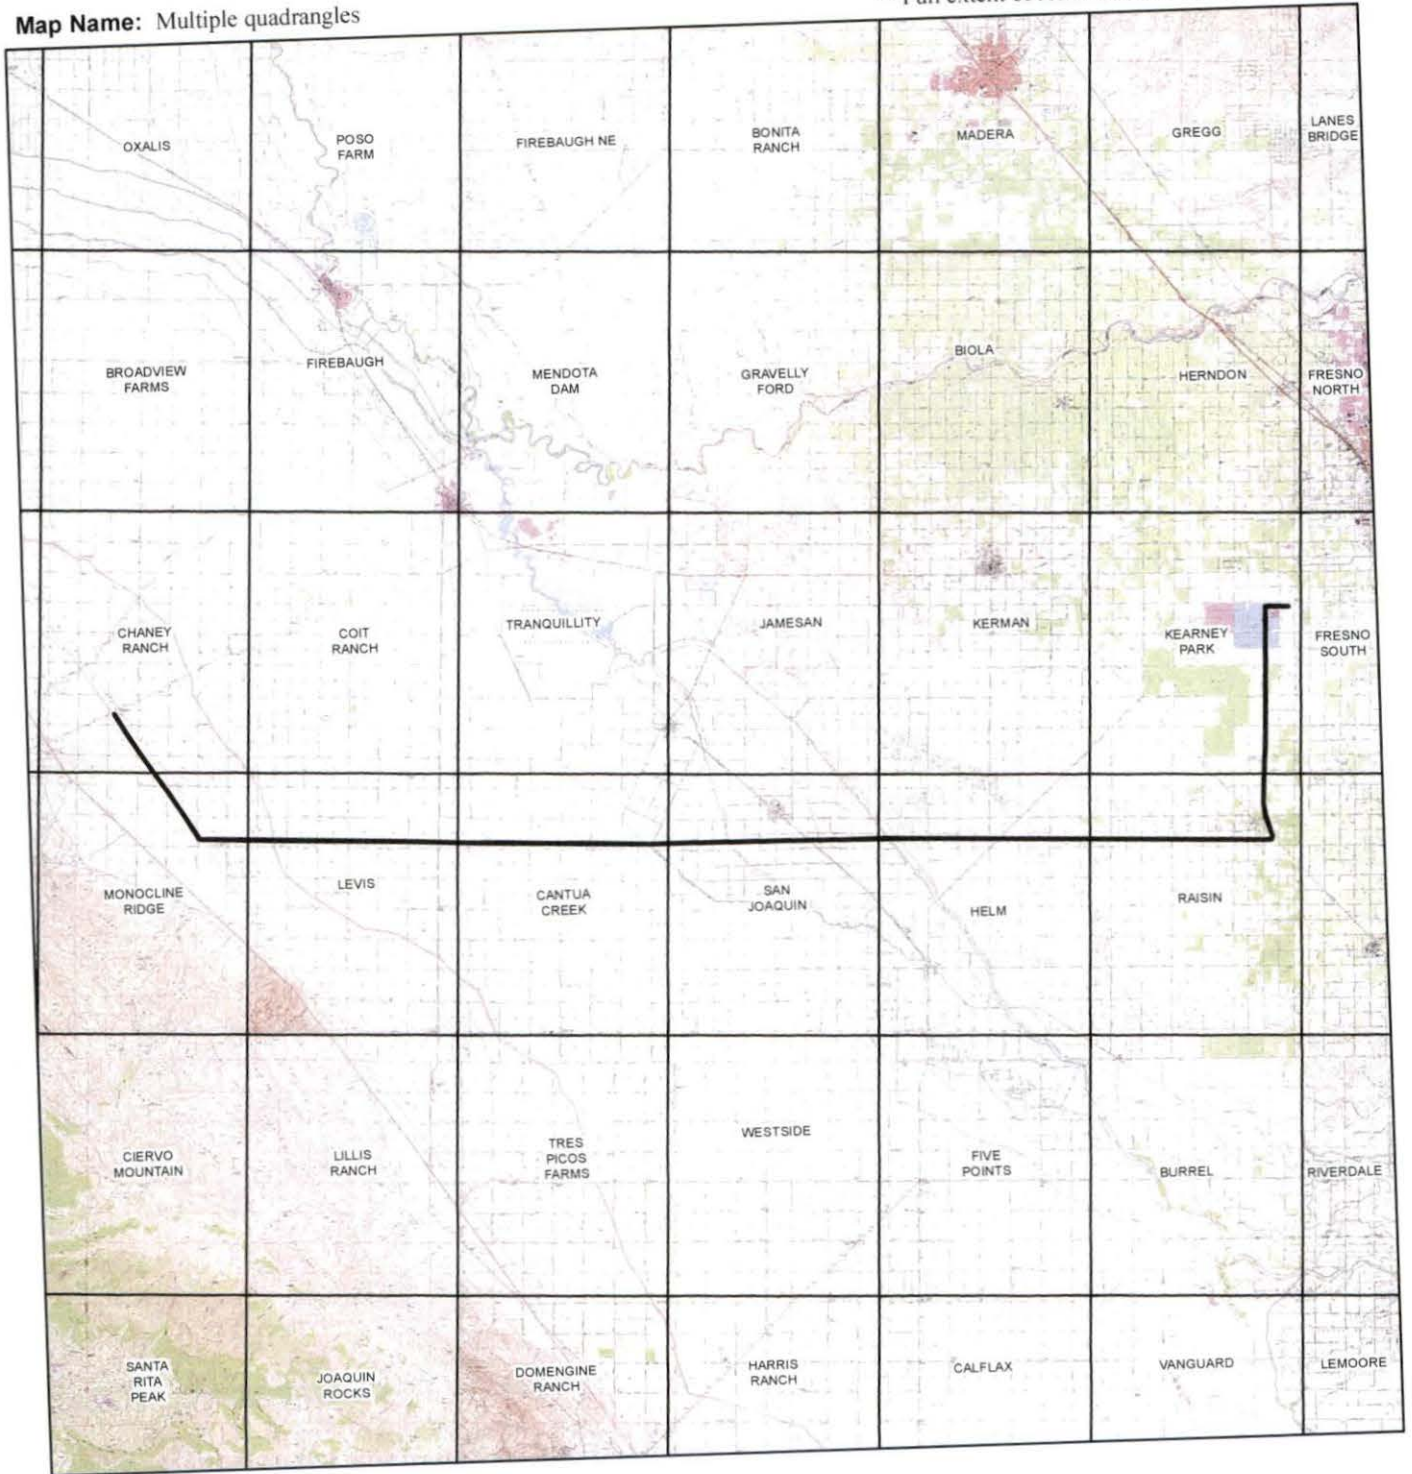 Map Name: Multiple quadrangles
OXALIS
POSO
FARM
FIREBAUGH NE
BONITA
RANCH
MADERA
GREGG
LANES
BRIDGE
BROADVIEW
FARMS
FIREBAUGH
MENDOTA
DAM
GRAVELLY
FORD
BIOLA
HERNDON
FRESNO
NORTH
CHANEY
RANCH
COIT
RANCH
TRANQUILLITY
JAMESAN
KERMAN
KEARNEY
PARK
FRESNO
SOUTH
MONOCLINE
RIDGE
LEVIS
CANTUA
CREEK
SAN
JOAQUIN
HELM
RAISIN
CIERVO
MOUNTAIN
LILLIS
RANCH
TRES
PICOS
FARMS
WESTSIDE
FIVE
POINTS
BURREL
RIVERDALE
SANTA
RITA
PEAK
JOAQUIN
ROCKS
DOMENGINE
RANCH
HARRIS
RANCH
CALFLAX
VANGUARD
LEMOORE